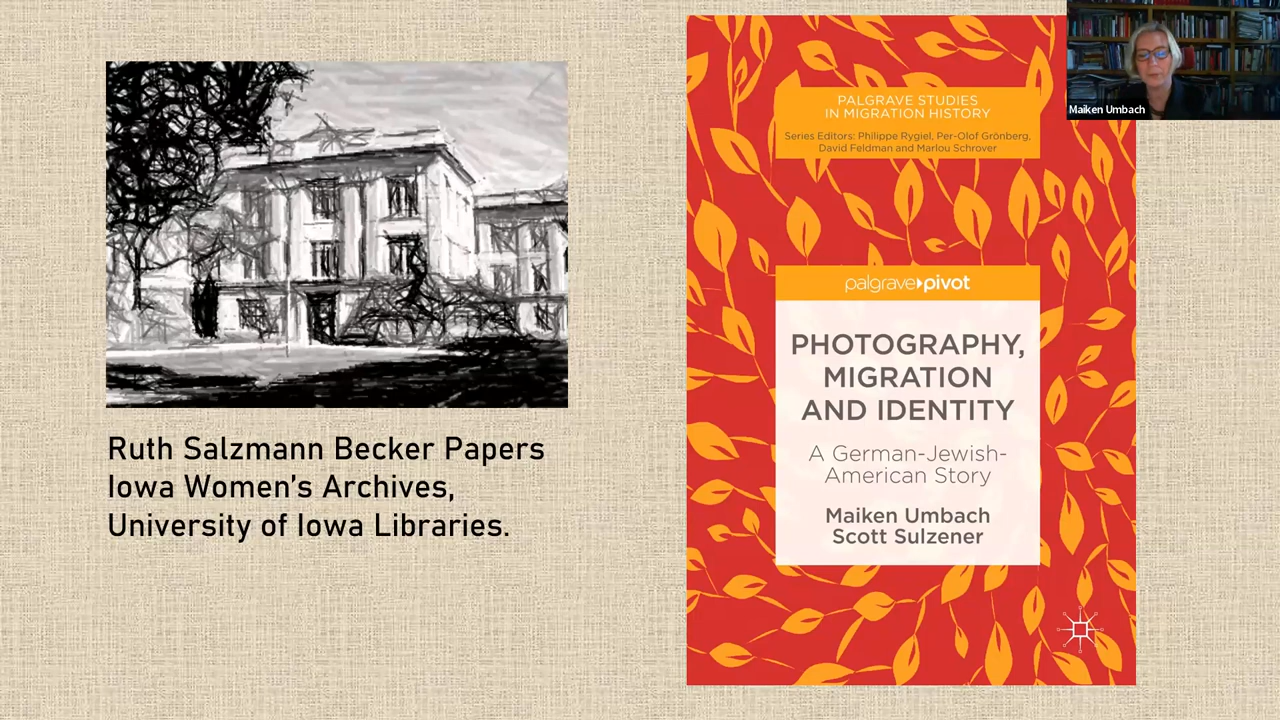 Ruth Salzmann Becker Papers
Iowa Women's Archives,
University of Iowa Libraries.
PALGRAVE STUDIES
IN MIGRATION HISTORY
Series Editors: Philippe Rygiel, Per-Olof Grönberg,
David Feldman and Marlou Schrover
palgrave pivot
PHOTOGRAPHY,
MIGRATION
AND IDENTITY
A German-Jewish-
American Story
Maiken Umbach
Scott Sulzener
Maiken Umbach